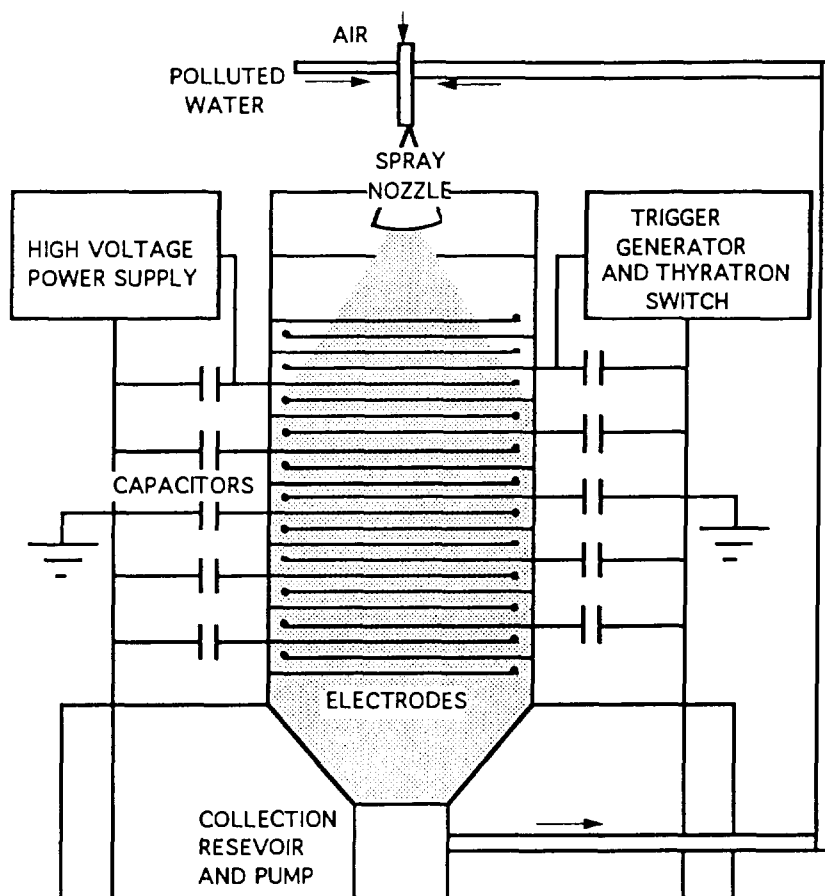 AIR
POLLUTED
WATER
SPRAY
NOZZLE
HIGH VOLTAGE
POWER SUPPLY
TRIGGER
GENERATOR
AND THYRATRON
SWITCH
CAPACITORS
ELECTRODES
COLLECTION
RESEVOIR
AND PUMP